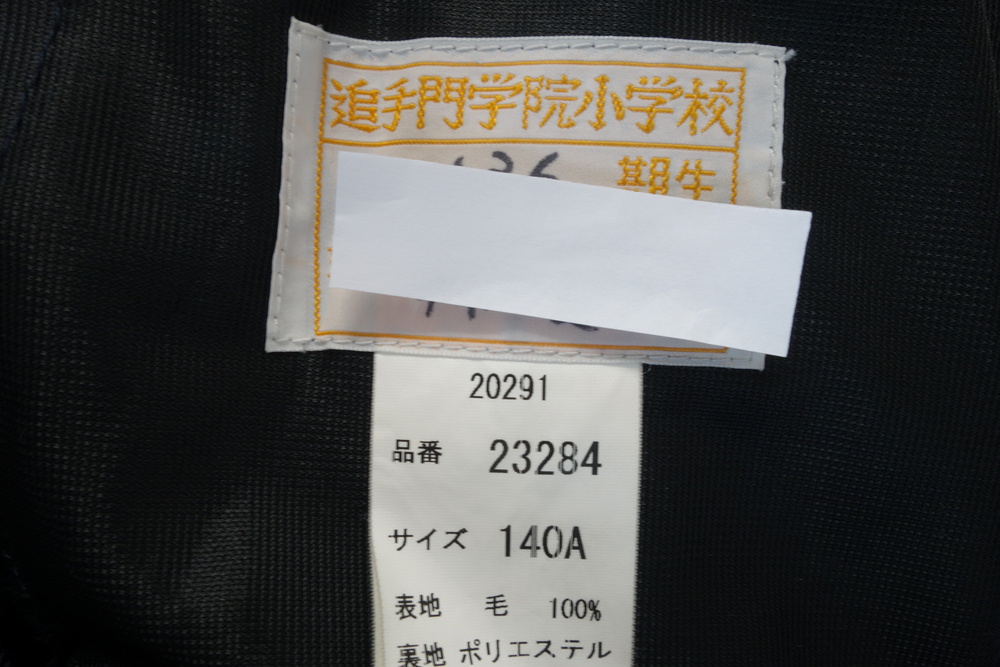 追手門学院小学校
136 期生
20291
品番 23284
サイズ 140A
表地 毛 100%
裏地 ポリエステル